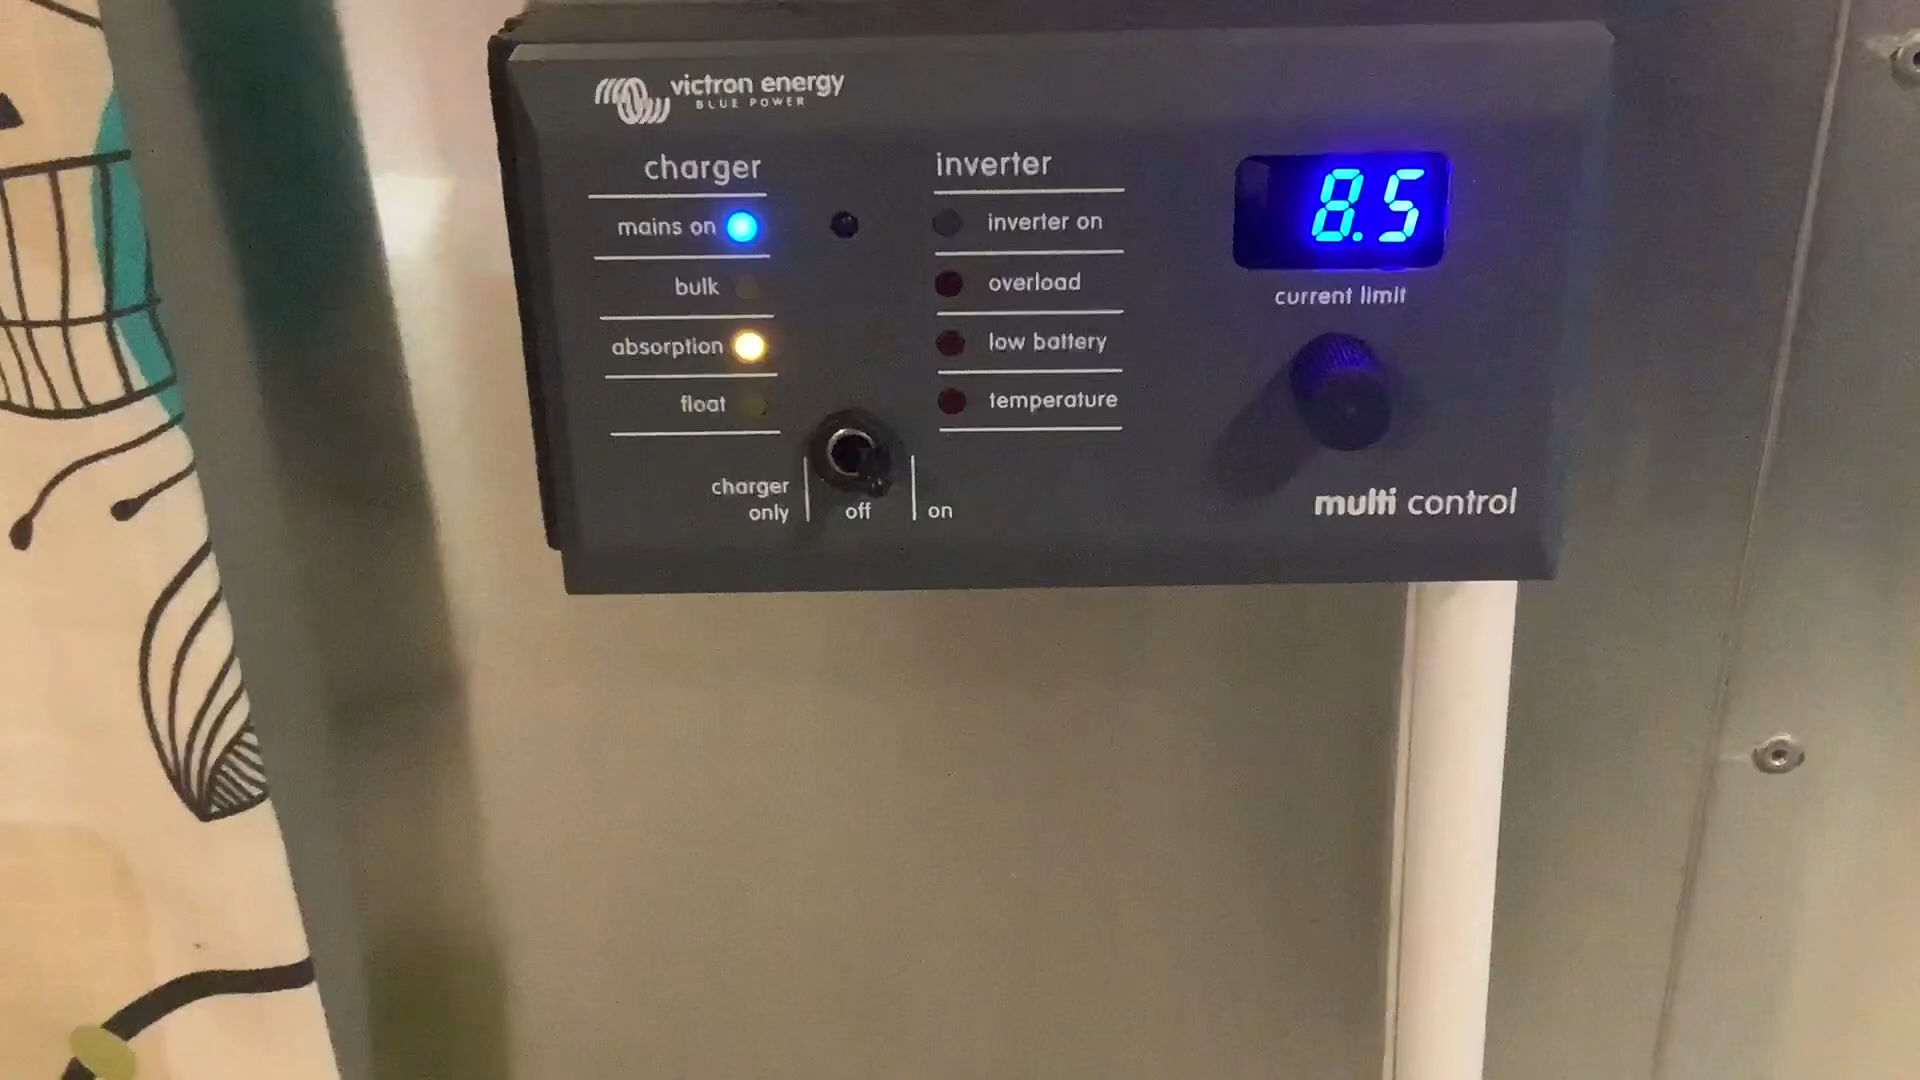 victron energy
BLUE POWER
charger
mains on
bulk
absorption
float
charger
only
off
on
inverter
inverter on
overload
low battery
temperature
8.5
current limit
multi control